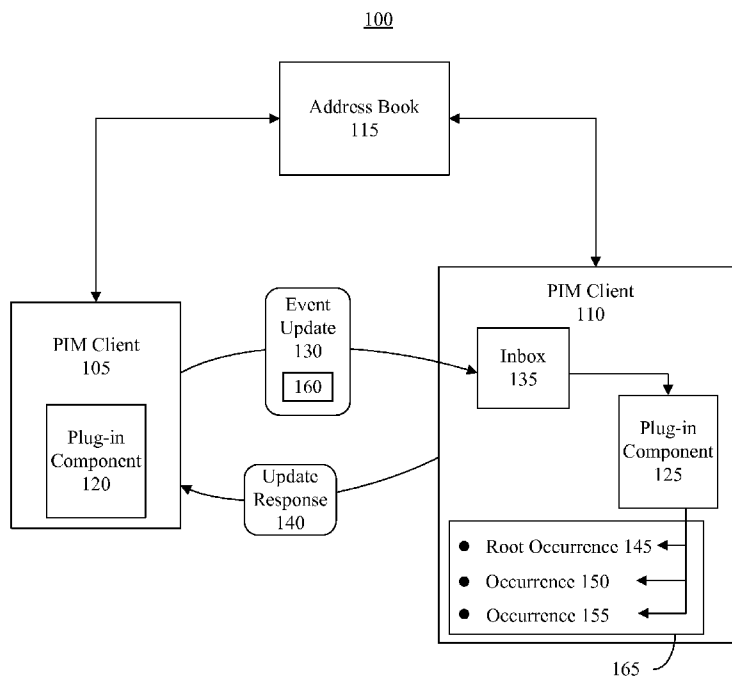 100
Address Book
115
PIM Client
110
Event
Update
130
160
PIM Client
105
Inbox
135
Plug-in
Component
120
Plug-in
Component
125
Update
Response
140
Root Occurrence 145
Occurrence 150
Occurrence 155
165